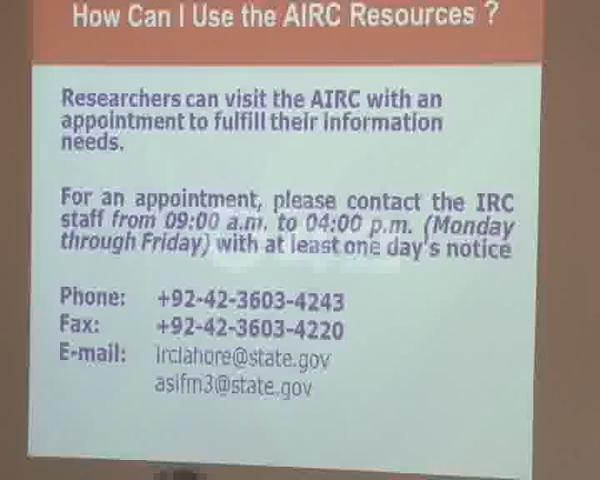 How Can I Use the AIRC Resources ?
Researchers can visit the AIRC with an
appointment to fulfill their information
needs.
For an appointment, please contact the IRC
staff from 09:00 a.m. to 04:00 p.m. (Monday
through Friday) with at least one day's notice
Phone: +92-42-3603-4243
Fax: +92-42-3603-4220
E-mail: irclahore@state.gov
asifm3@state.gov